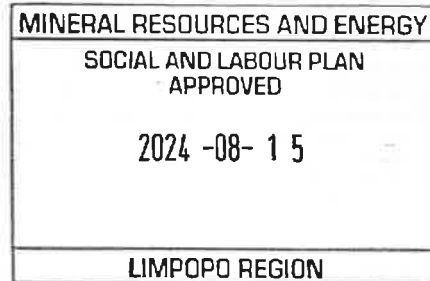 MINERAL RESOURCES AND ENERGY
SOCIAL AND LABOUR PLAN
APPROVED
2024 -08- 1 5
LIMPOPO REGION